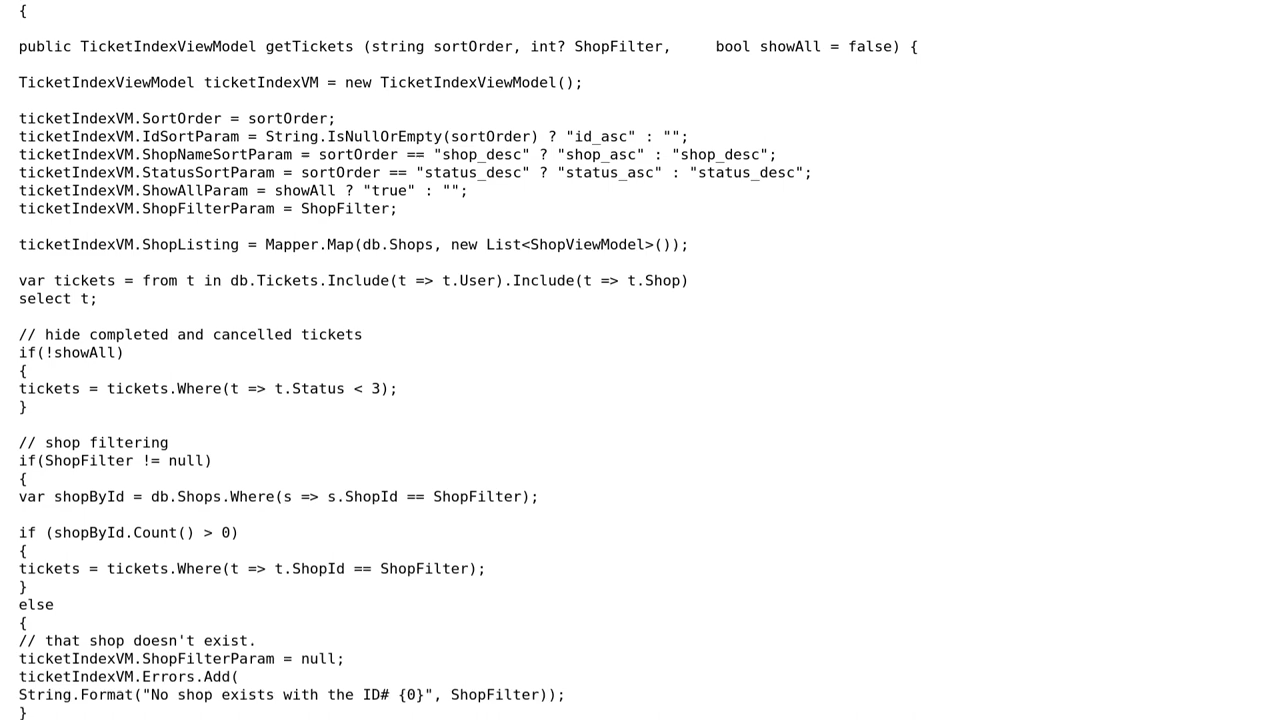 {
public TicketIndexViewModel getTickets (string sortOrder, int? ShopFilter,     bool showAll = false) {
TicketIndexViewModel ticketIndexVM = new TicketIndexViewModel();
ticketIndexVM.SortOrder = sortOrder;
ticketIndexVM.IdSortParam = String.IsNullOrEmpty(sortOrder) ? "id_asc" : "";
ticketIndexVM.ShopNameSortParam = sortOrder == "shop_desc" ? "shop_asc" : "shop_desc";
ticketIndexVM.StatusSortParam = sortOrder == "status_desc" ? "status_asc" : "status_desc";
ticketIndexVM.ShowAllParam = showAll ? "true" : "";
ticketIndexVM.ShopFilterParam = ShopFilter;
ticketIndexVM.ShopListing = Mapper.Map(db.Shops, new List<ShopViewModel>());
var tickets = from t in db.Tickets.Include(t => t.User).Include(t => t.Shop)
select t;
// hide completed and cancelled tickets
if(!showAll)
{
tickets = tickets.Where(t => t.Status < 3);
}
// shop filtering
if(ShopFilter != null)
{
var shopById = db.Shops.Where(s => s.ShopId == ShopFilter);
if (shopById.Count() > 0)
{
tickets = tickets.Where(t => t.ShopId == ShopFilter);
}
else
{
// that shop doesn't exist.
ticketIndexVM.ShopFilterParam = null;
ticketIndexVM.Errors.Add(
String.Format("No shop exists with the ID# {0}", ShopFilter));
}